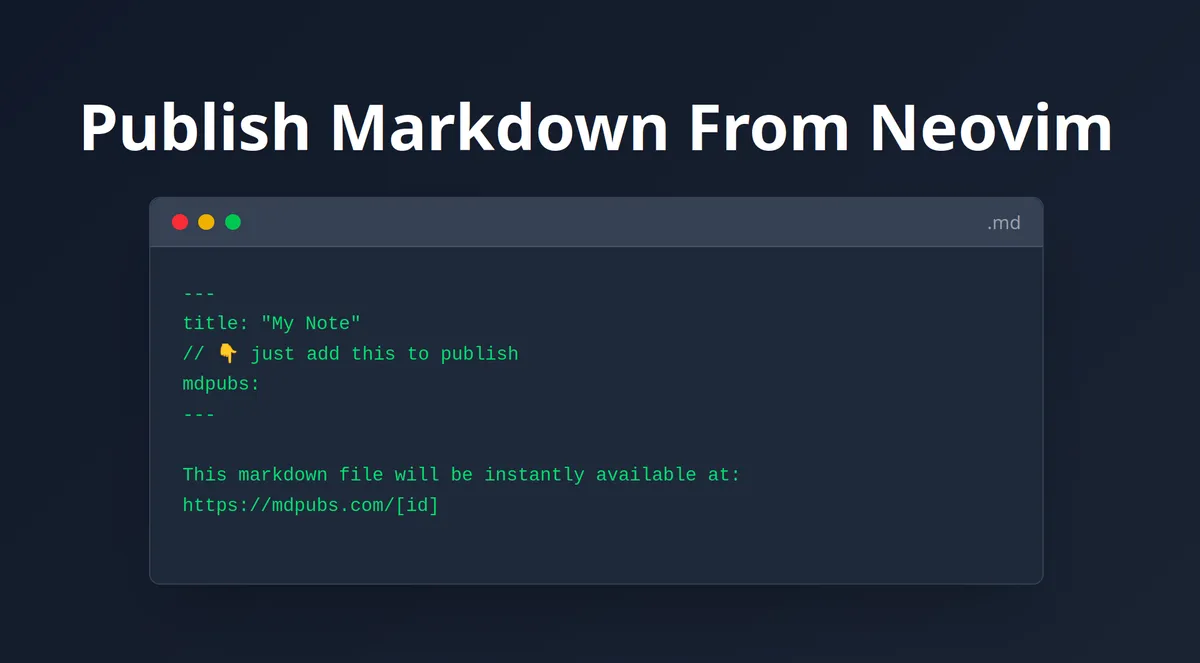 Publish Markdown From Neovim
.md
---
title: "My Note"
// 👇 just add this to publish
mdpubs:
---
This markdown file will be instantly available at:
https://mdpubs.com/[id]